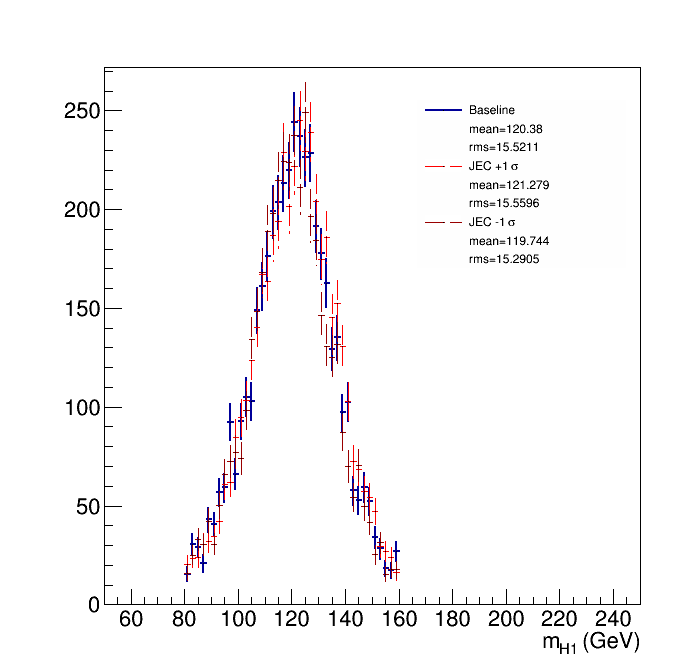 250
200
150
100
50
0
60 80 100 120 140 160 180 200 220 240
m_H1 (GeV)
Baseline
mean=120.38
rms=15.5211
JEC +1 σ
mean=121.279
rms=15.5596
JEC -1 σ
mean=119.744
rms=15.2905